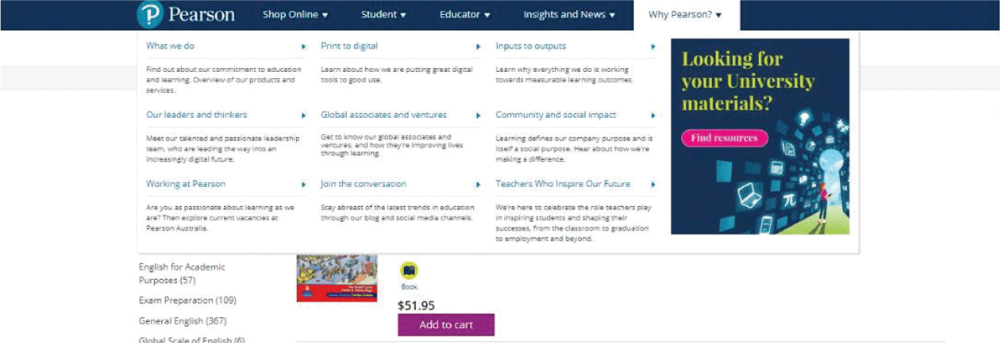 Pearson
Shop Online
Student
Educator
Insights and News
Why Pearson?
What we do
Find out about our commitment to education
and learning. Overview of our products and
services.
Print to digital
Learn about how we are putting great digital
tools to good use.
Inputs to outputs
Learn why everything we do is working
towards measurable learning outcomes.
Our leaders and thinkers
Meet our talented and passionate leadership
team, who are leading the way into an
increasingly digital future.
Global associates and ventures
Get to know our global associates and
ventures, and how they're improving lives
through learning.
Community and social impact
Learning defines our company purpose and is
itself a social purpose. Hear about how we're
making a difference.
Working at Pearson
Are you as passionate about learning as we
are? Then explore current vacancies at
Pearson Australia.
Join the conversation
Stay abreast of the latest trends in education
through our blog and social media channels.
Teachers Who Inspire Our Future
We're here to celebrate the role teachers play
in inspiring students and shaping their
successes, from the classroom to graduation
to employment and beyond.
Looking for
your University
materials?
Find resources
English for Academic
Purposes (57)
Exam Preparation (109)
General English (367)
Global Scale of English (6)
Book
$51.95
Add to cart